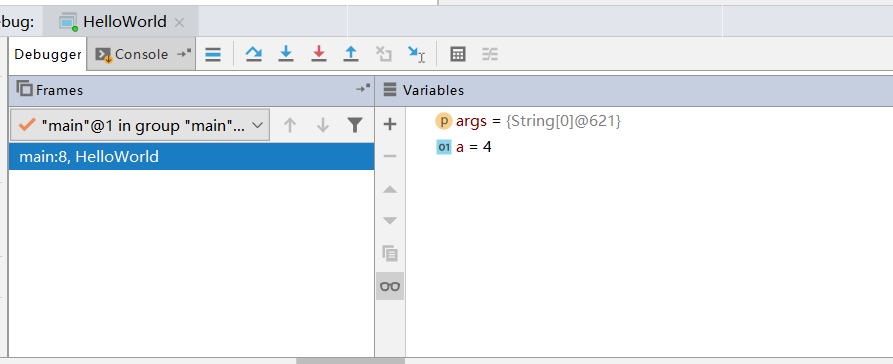 bug: HelloWorld
Debugger Console
Frames
Variables
"main"@1 in group "main"...
main:8, HelloWorld
p args = {String[0]@621}
01 a = 4